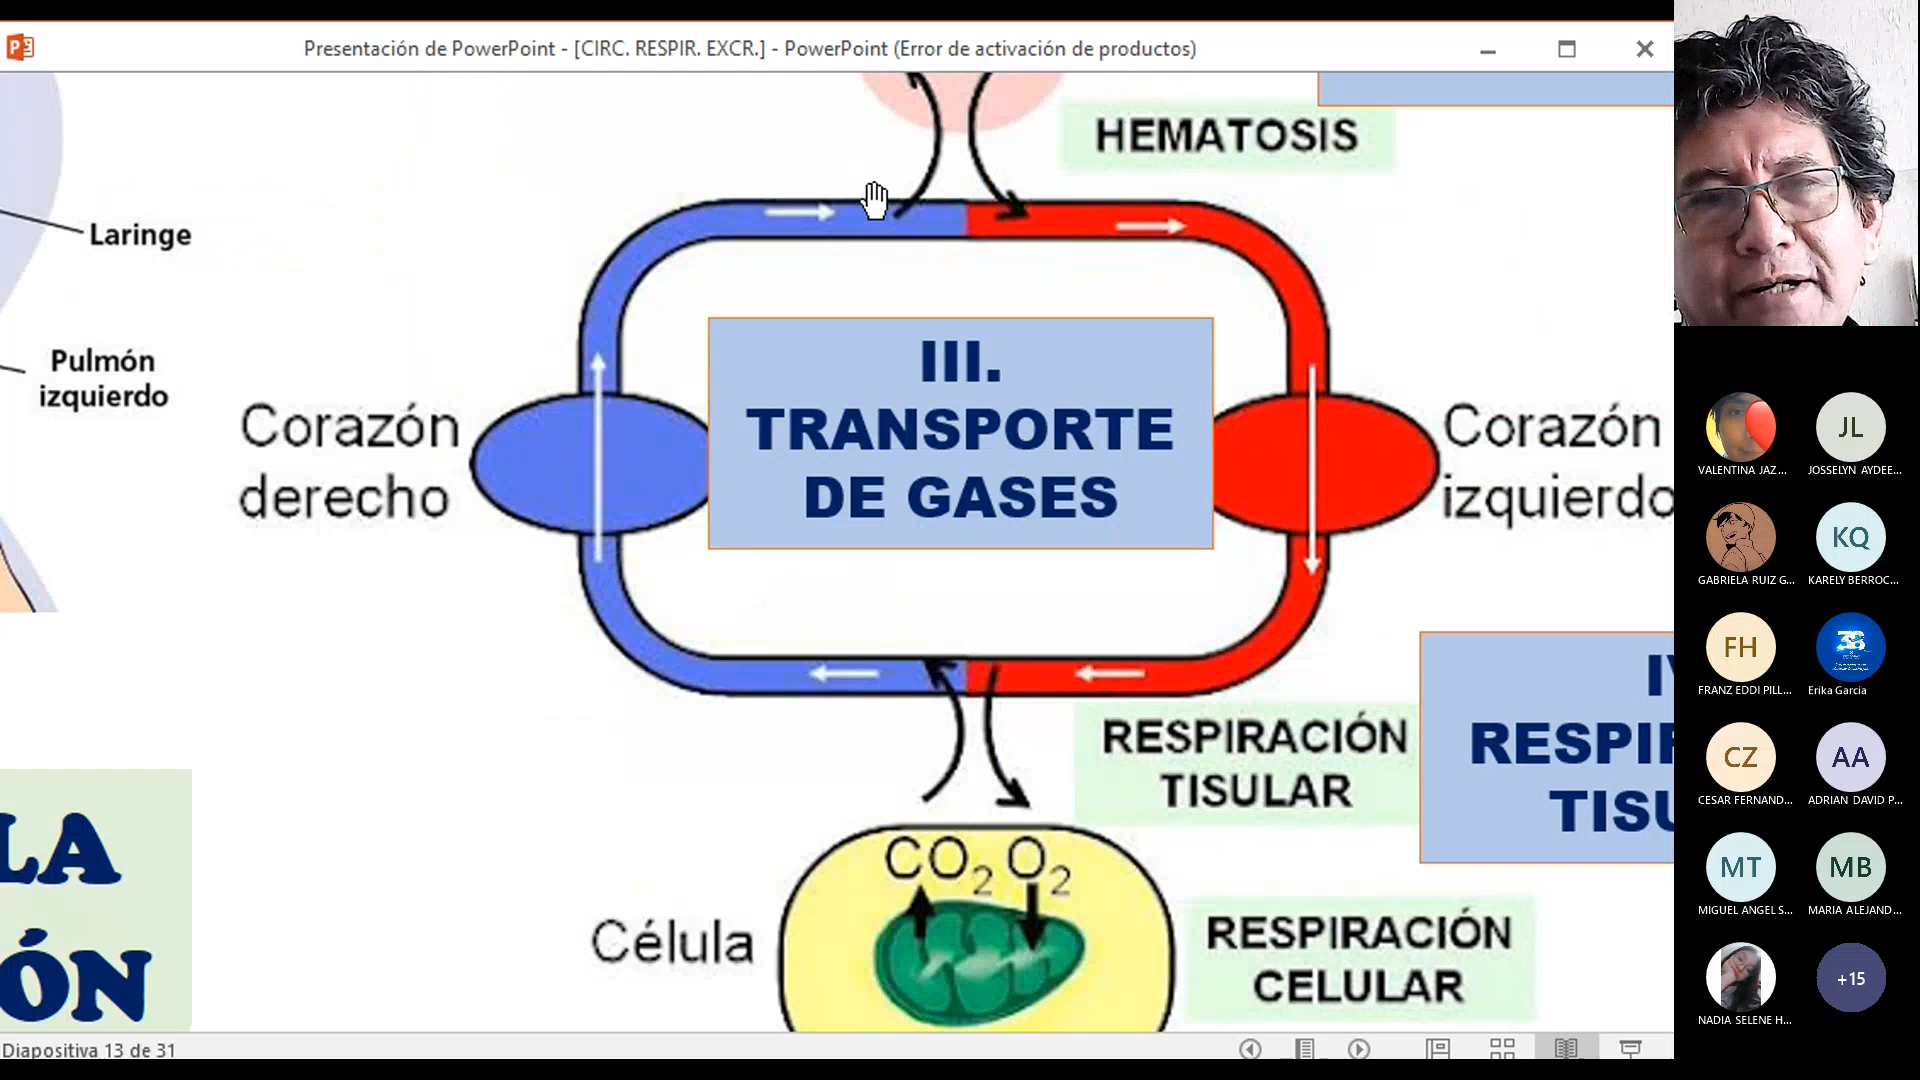 Presentación de PowerPoint - [CIRC. RESPIR. EXCR.] - PowerPoint (Error de activación de productos)
HEMATOSIS
Laringe
Pulmón
izquierdo
Corazón
derecho
III.
TRANSPORTE
DE GASES
Corazón
izquierdo
RESPIRACIÓN
TISULAR
IV
RESPIR
TISU
LA
ÓN
CO2 O2
Célula
RESPIRACIÓN
CELULAR
Diapositiva 13 de 31
VALENTINA JAZ...
JL
JOSSELYN AYDEE...
GABRIELA RUIZ G...
KQ
KARELY BERROC...
FH
FRANZ EDDI PILL...
38
Erika Garcia
CZ
CESAR FERNAND...
AA
ADRIAN DAVID P...
MT
MIGUEL ANGEL S...
MB
MARIA ALEJAND...
NADIA SELENE H...
+15